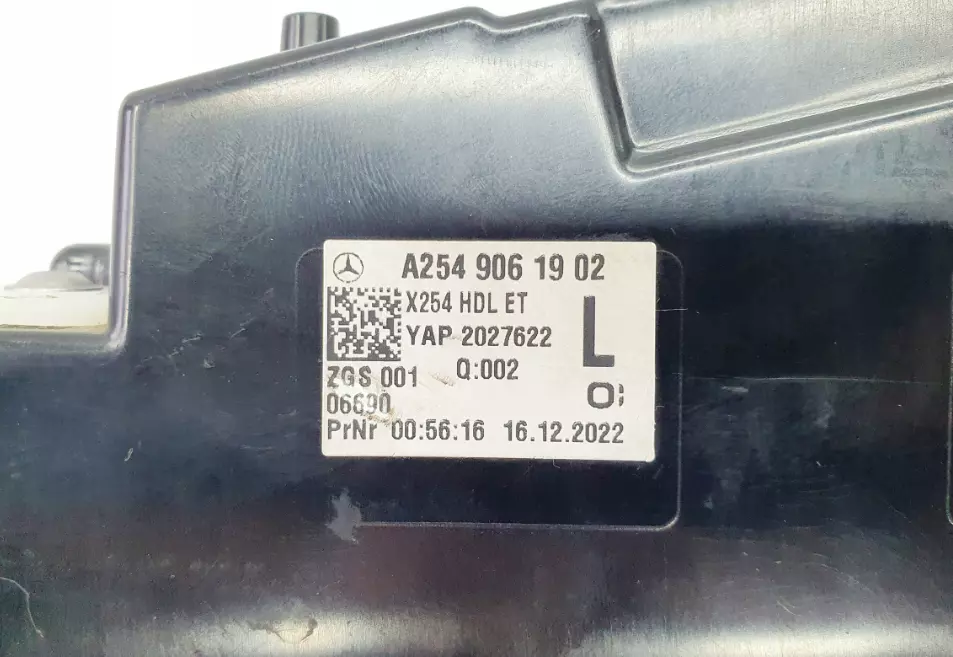 A254 906 19 02
X254 HDL ET
YAP 2027622
L
ZGS 001 Q:002
06690
O;
PrNr 00:56:16 16.12.2022